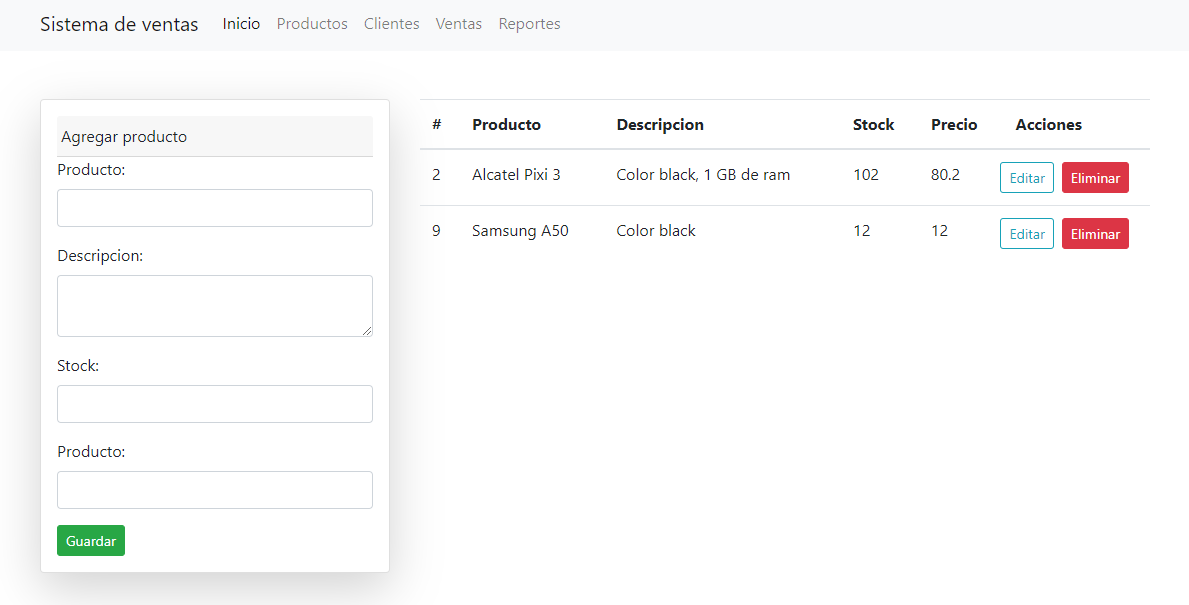 Sistema de ventas Inicio Productos Clientes Ventas Reportes
Agregar producto
Producto:
Descripcion:
Stock:
Producto:
Guardar
# Producto Descripcion Stock Precio Acciones
2 Alcatel Pixi 3 Color black, 1 GB de ram 102 80.2 Editar Eliminar
9 Samsung A50 Color black 12 12 Editar Eliminar